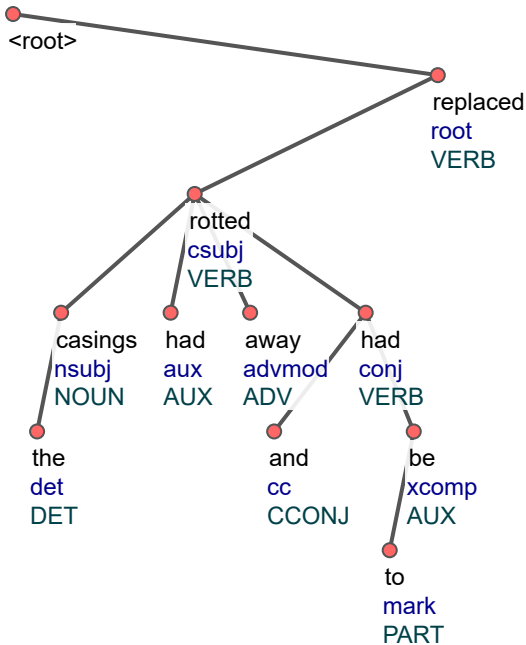 <root>
replaced
root
VERB
rotted
csubj
VERB
casings had away had
nsubj aux advmod conj
NOUN AUX ADV VERB
the and be
det cc xcomp
DET CCONJ AUX
to
mark
PART